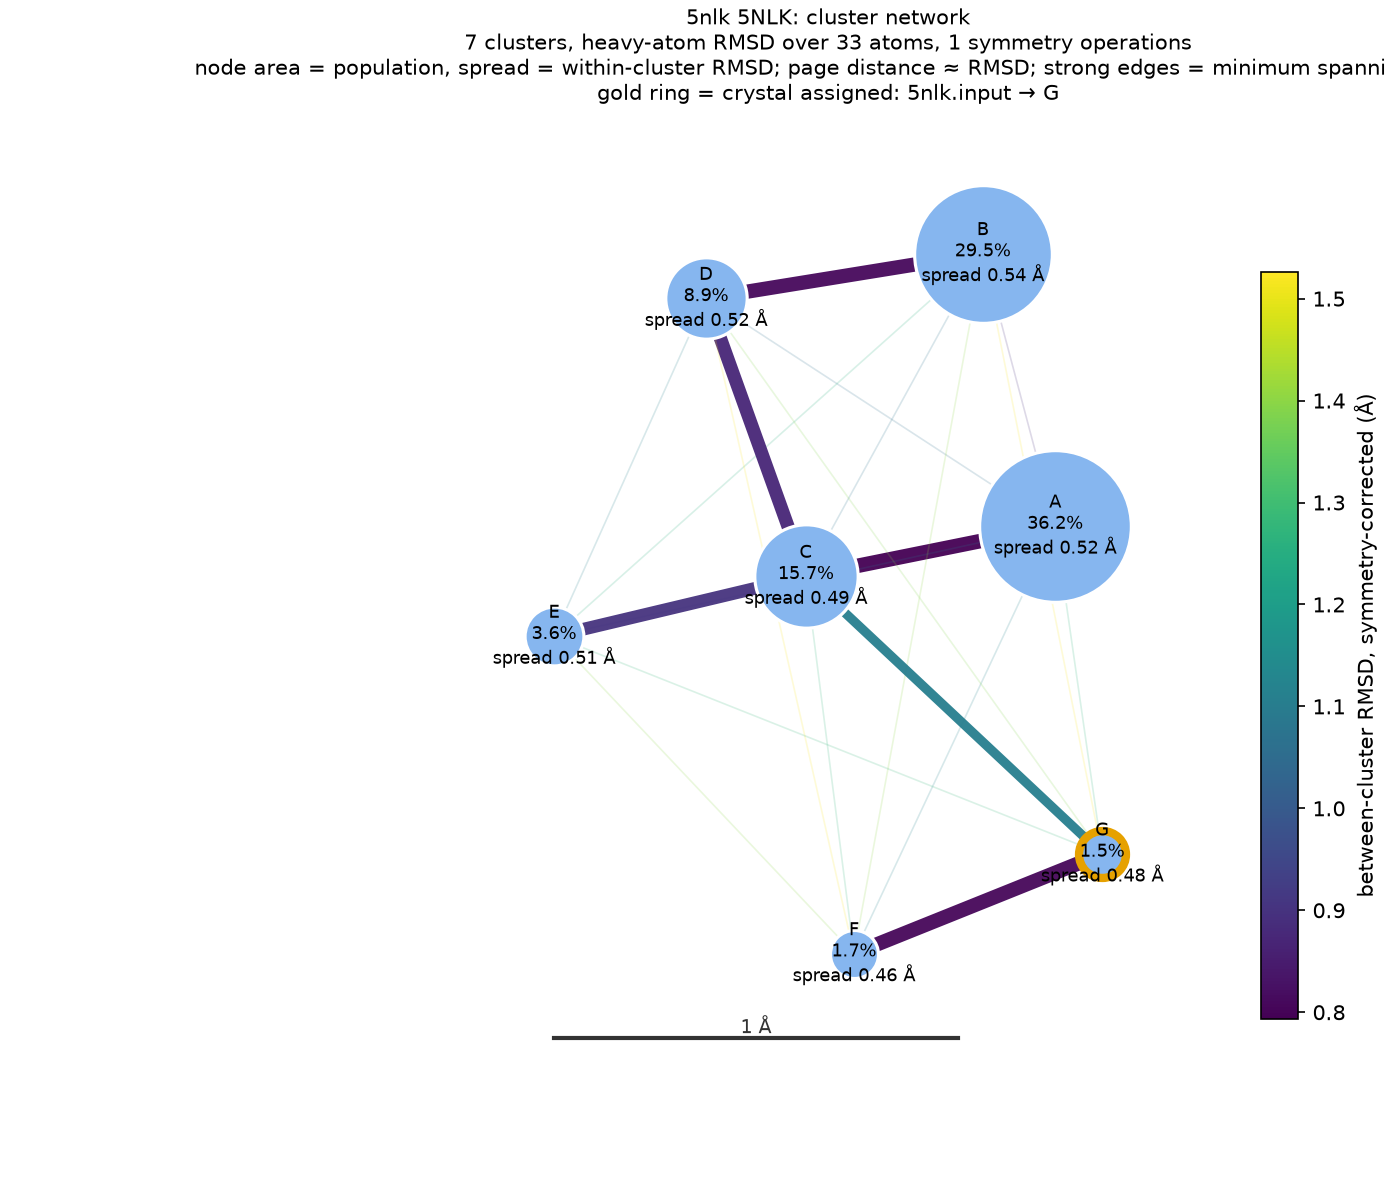 5nlk 5NLK: cluster network
7 clusters, heavy-atom RMSD over 33 atoms, 1 symmetry operations
node area = population, spread = within-cluster RMSD; page distance ≈ RMSD; strong edges = minimum spanni
gold ring = crystal assigned: 5nlk.input → G
B
29.5%
spread 0.54 Å
D
8.9%
spread 0.52 Å
A
36.2%
spread 0.52 Å
C
15.7%
spread 0.49 Å
E
3.6%
spread 0.51 Å
G
1.5%
spread 0.48 Å
F
1.7%
spread 0.46 Å
1 Å
1.5
1.4
1.3
1.2
1.1
1.0
0.9
0.8
between-cluster RMSD, symmetry-corrected (Å)